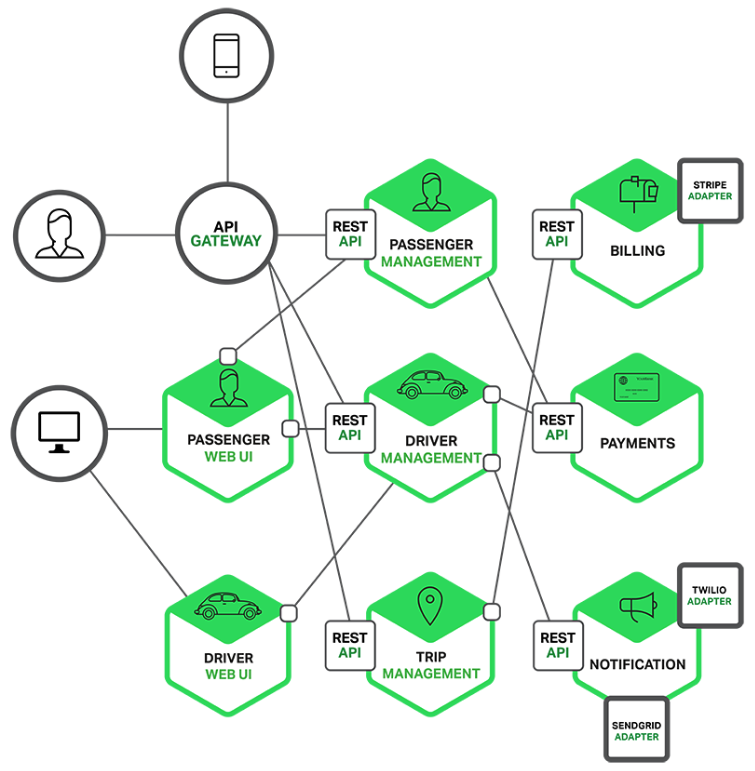 API
GATEWAY
REST
API
PASSENGER
MANAGEMENT
REST
API
BILLING
STRIPE
ADAPTER
PASSENGER
WEB UI
REST
API
DRIVER
MANAGEMENT
REST
API
PAYMENTS
DRIVER
WEB UI
REST
API
TRIP
MANAGEMENT
REST
API
NOTIFICATION
TWILIO
ADAPTER
SENDGRID
ADAPTER